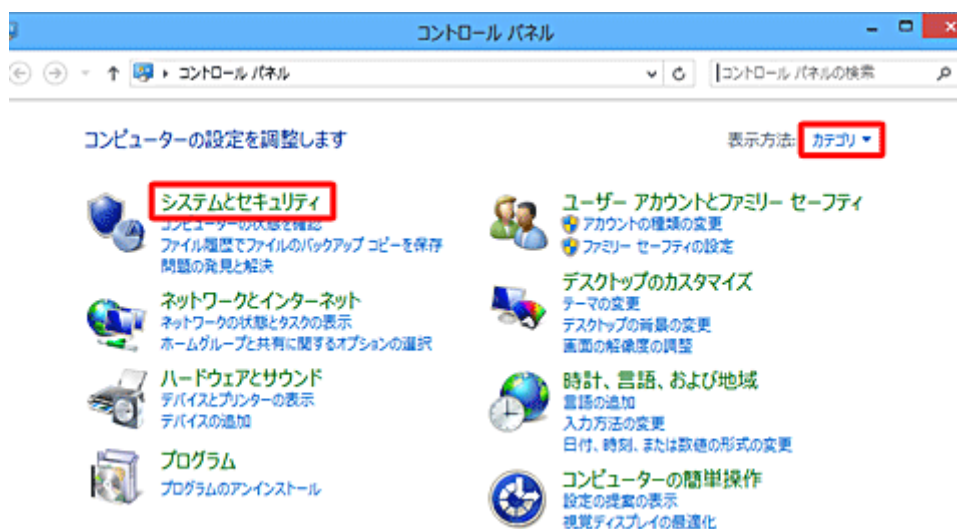 コントロール パネル
コントロール パネル
コントロール パネルの検索
コンピューターの設定を調整します
表示方法: カテゴリ
システムとセキュリティ
コンピューターの状態を確認
ファイル履歴でファイルのバックアップ コピーを保存
問題の発見と解決
ネットワークとインターネット
ネットワークの状態とタスクの表示
ホームグループと共有に関するオプションの選択
ハードウェアとサウンド
デバイスとプリンターの表示
デバイスの追加
プログラム
プログラムのアンインストール
ユーザー アカウントとファミリー セーフティ
アカウントの種類の変更
ファミリー セーフティの設定
デスクトップのカスタマイズ
テーマの変更
デスクトップの背景の変更
画面の解像度の調整
時計、言語、および地域
言語の追加
入力方法の変更
日付、時刻、または数値の形式の変更
コンピューターの簡単操作
設定の提案の表示
視覚ディスプレイの最適化